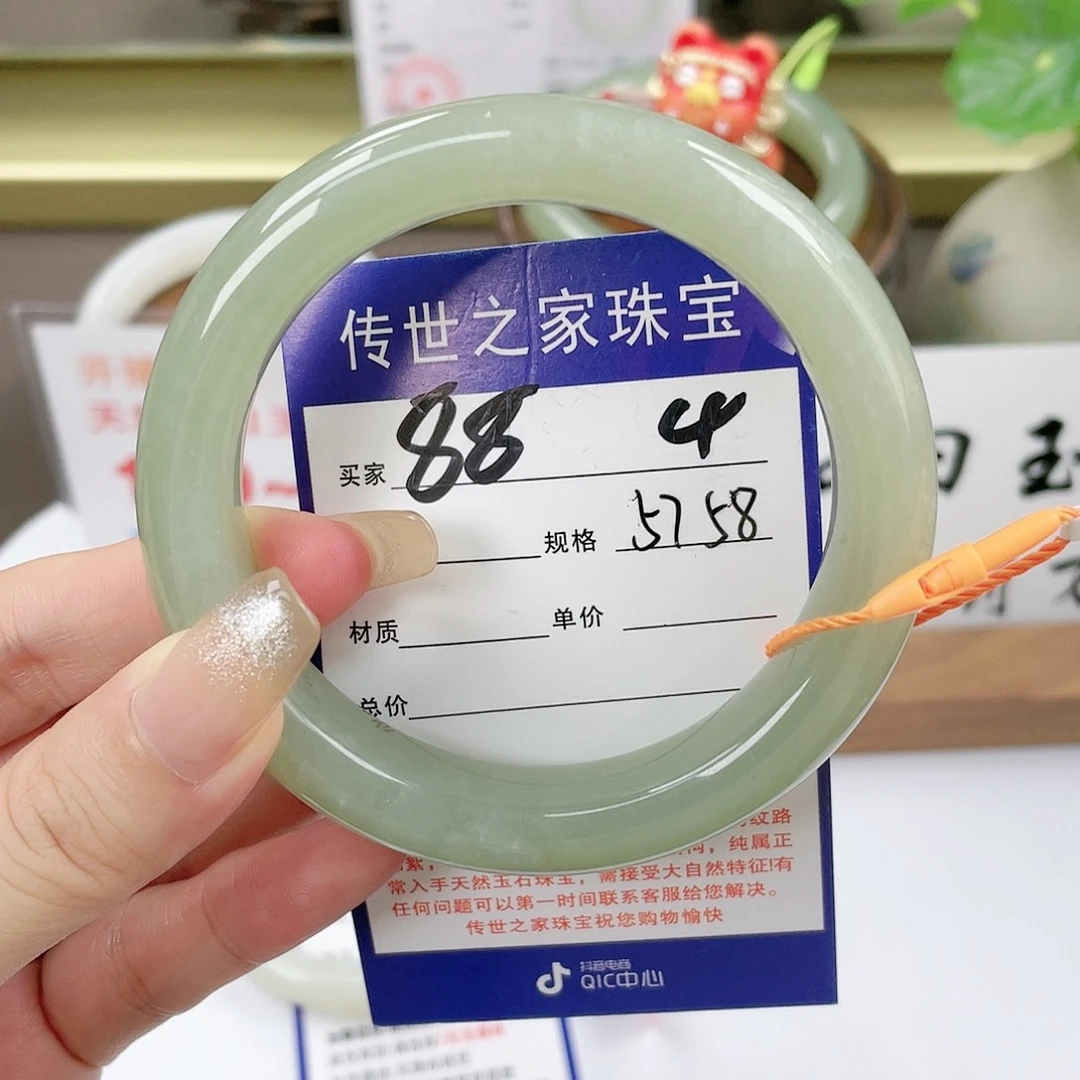 传世之家珠宝
买家 88 4
规格 5758
材质 单价
总价
纹路
纯属正
常入手天然玉石珠宝，需接受大自然特征!有
任何问题可以第一时间联系客服给您解决。
传世之家珠宝祝您购物愉快
抖音电商
QIC中心
玉